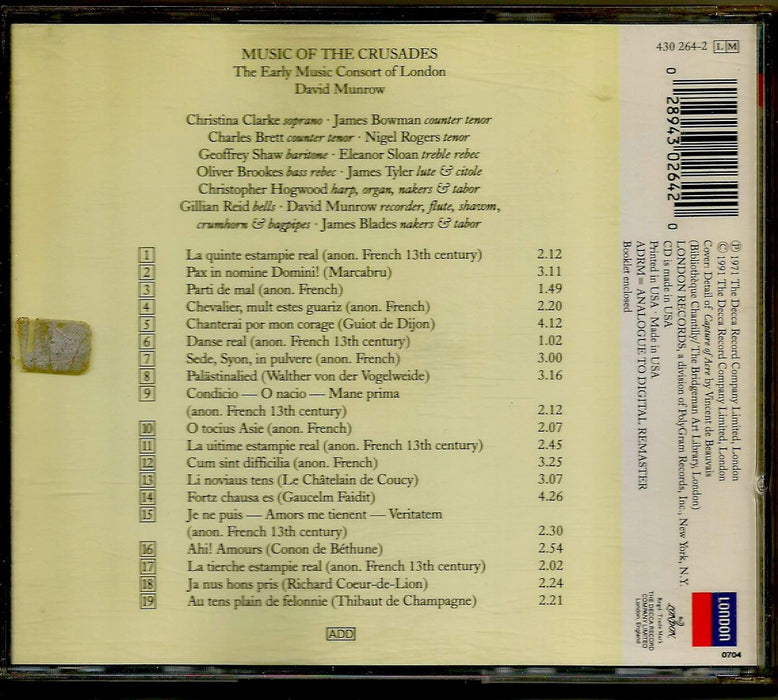 MUSIC OF THE CRUSADES
The Early Music Consort of London
David Munrow
Christina Clarke soprano · James Bowman counter tenor
Charles Brett counter tenor · Nigel Rogers tenor
Geoffrey Shaw baritone · Eleanor Sloan treble rebec
Oliver Brookes bass rebec · James Tyler lute & citole
Christopher Hogwood harp, organ, nakers & tabor
Gillian Reid bells · David Munrow recorder, flute, shawm,
crumhorn & bagpipes · James Blades nakers & tabor
1 La quinte estampie real (anon. French 13th century) 2.12
2 Pax in nomine Domini! (Marcabru) 3.11
3 Parti de mal (anon. French) 1.49
4 Chevalier, mult estes guariz (anon. French) 2.20
5 Chanterai por mon corage (Guiot de Dijon) 4.12
6 Danse real (anon. French 13th century) 1.02
7 Sede, Syon, in pulvere (anon. French) 3.00
8 Palästinalied (Walther von der Vogelweide) 3.16
9 Condicio — O nacio — Mane prima
(anon. French 13th century) 2.12
10 O tocius Asie (anon. French) 2.07
11 La uitime estampie real (anon. French 13th century) 2.45
12 Cum sint difficilia (anon. French) 3.25
13 Li noviaus tens (Le Châtelain de Coucy) 3.07
14 Fortz chausa es (Gaucelm Faidit) 4.26
15 Je ne puis — Amors me tienent — Veritatem
(anon. French 13th century) 2.30
16 Ahi! Amours (Conon de Béthune) 2.54
17 La tierche estampie real (anon. French 13th century) 2.02
18 Ja nus hons pris (Richard Coeur-de-Lion) 2.24
19 Au tens plain de felonnie (Thibaut de Champagne) 2.21
ADD
430 264-2 LM
0 28943 02642 0
℗ 1971 The Decca Record Company Limited, London
© 1991 The Decca Record Company Limited, London
Cover: Detail of Capture of Acre by Vincent de Beauvais
(Bibliothèque Chantilly/The Bridgeman Art Library, London)
LONDON RECORDS, a division of PolyGram Records, Inc., New York, N.Y.
CD is made in USA
Printed in USA · Made in USA
ADRM = ANALOGUE TO DIGITAL REMASTER
Booklet enclosed
LONDON
london
Regd. Trade Mark
THE DECCA RECORD
COMPANY LIMITED
London, England
0704